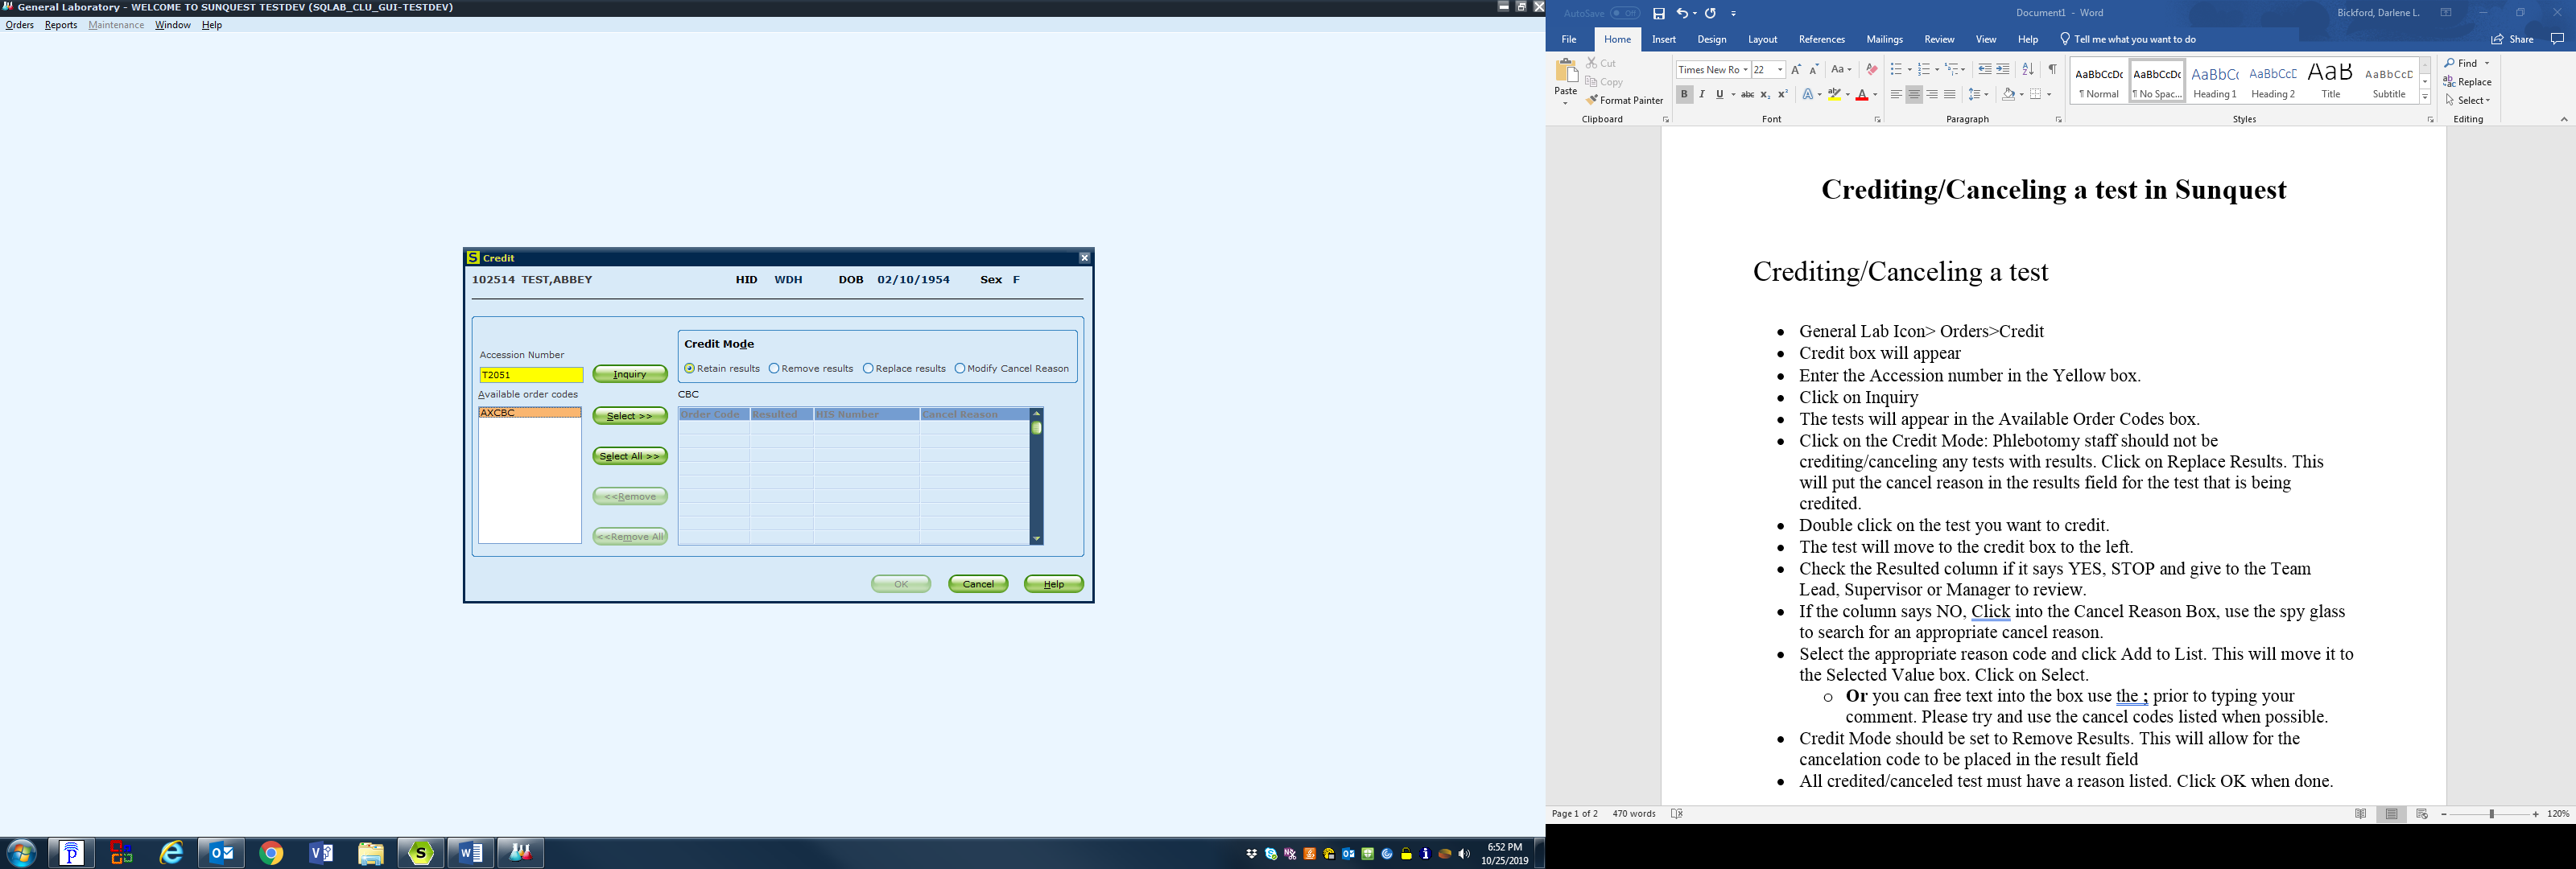 General Laboratory - WELCOME TO SUNQUEST TESTDEV (SQLAB_CLU_GUI-TESTDEV)
Orders Reports Maintenance Window Help
S Credit
102514 TEST,ABBEY HID WDH DOB 02/10/1954 Sex F
Credit Mode
Accession Number
Retain results Remove results Replace results Modify Cancel Reason
T2051 Inquiry
Available order codes CBC
AXCBC Select >> Order Code Resulted HIS Number Cancel Reason
Select All >>
<<Remove
<<Remove All
OK Cancel Help
6:52 PM
10/25/2019
AutoSave Off Document1 - Word Bickford, Darlene L.
File Home Insert Design Layout References Mailings Review View Help Tell me what you want to do Share
Cut
Copy
Paste
Format Painter
Clipboard
Times New Ro 22 Aa
B I U abc X₂ X²
Font
Paragraph
AaBbCcDc AaBbCcDc AaBbC AaBbCcE AaB AaBbCcD
¶ Normal ¶ No Spac... Heading 1 Heading 2 Title Subtitle
Styles
Find
Replace
Select
Editing
Crediting/Canceling a test in Sunquest
Crediting/Canceling a test
• General Lab Icon> Orders>Credit
• Credit box will appear
• Enter the Accession number in the Yellow box.
• Click on Inquiry
• The tests will appear in the Available Order Codes box.
• Click on the Credit Mode: Phlebotomy staff should not be
crediting/canceling any tests with results. Click on Replace Results. This
will put the cancel reason in the results field for the test that is being
credited.
• Double click on the test you want to credit.
• The test will move to the credit box to the left.
• Check the Resulted column if it says YES, STOP and give to the Team
Lead, Supervisor or Manager to review.
• If the column says NO, Click into the Cancel Reason Box, use the spy glass
to search for an appropriate cancel reason.
• Select the appropriate reason code and click Add to List. This will move it to
the Selected Value box. Click on Select.
o Or you can free text into the box use the ; prior to typing your
comment. Please try and use the cancel codes listed when possible.
• Credit Mode should be set to Remove Results. This will allow for the
cancelation code to be placed in the result field
• All credited/canceled test must have a reason listed. Click OK when done.
Page 1 of 2 470 words 120%